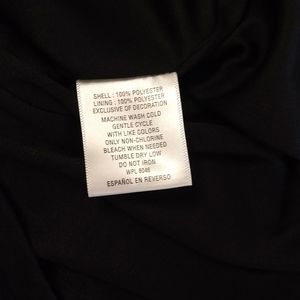 SHELL : 100% POLYESTER
LINING : 100% POLYESTER
EXCLUSIVE OF DECORATION
MACHINE WASH COLD
GENTLE CYCLE
WITH LIKE COLORS
ONLY NON-CHLORINE
BLEACH WHEN NEEDED
TUMBLE DRY LOW
DO NOT IRON
WPL 8046
ESPAÑOL EN REVERSO